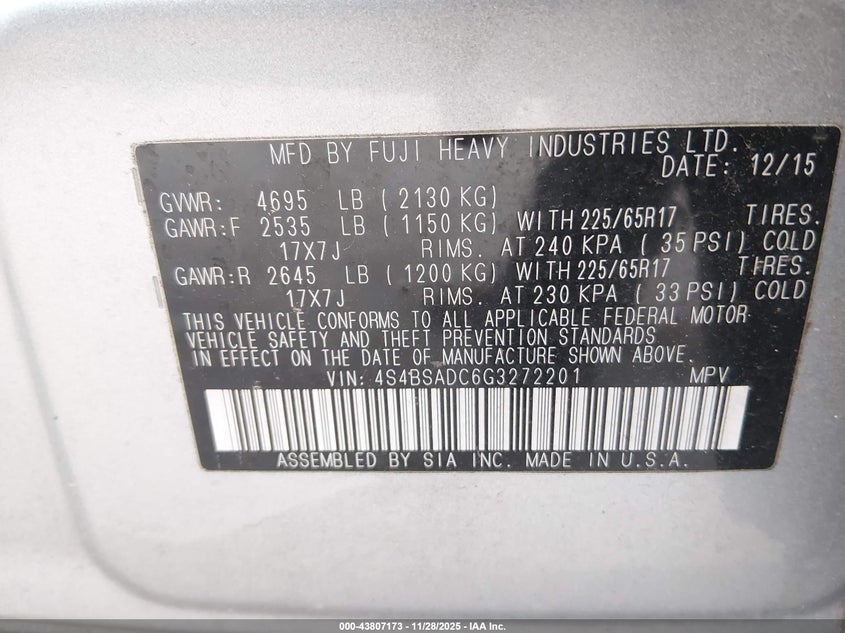 MFD BY FUJI HEAVY INDUSTRIES LTD.
DATE: 12/15
GVWR: 4695 LB ( 2130 KG)
GAWR:F 2535 LB ( 1150 KG) WITH 225/65R17 TIRES.
17X7J RIMS. AT 240 KPA ( 35 PSI) COLD
GAWR:R 2645 LB ( 1200 KG) WITH 225/65R17 TIRES.
17X7J RIMS. AT 230 KPA ( 33 PSI) COLD
THIS VEHICLE CONFORMS TO ALL APPLICABLE FEDERAL MOTOR
VEHICLE SAFETY AND THEFT PREVENTION STANDARDS
IN EFFECT ON THE DATE OF MANUFACTURE SHOWN ABOVE.
VIN: 4S4BSADC6G3272201 MPV
ASSEMBLED BY SIA INC. MADE IN U.S.A.
000-43807173 - 11/28/2025 - IAA Inc.